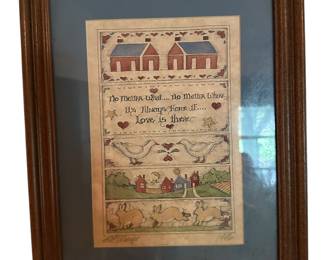 No Matter What.... No Matter Where
It's Always Home if....
Love is there